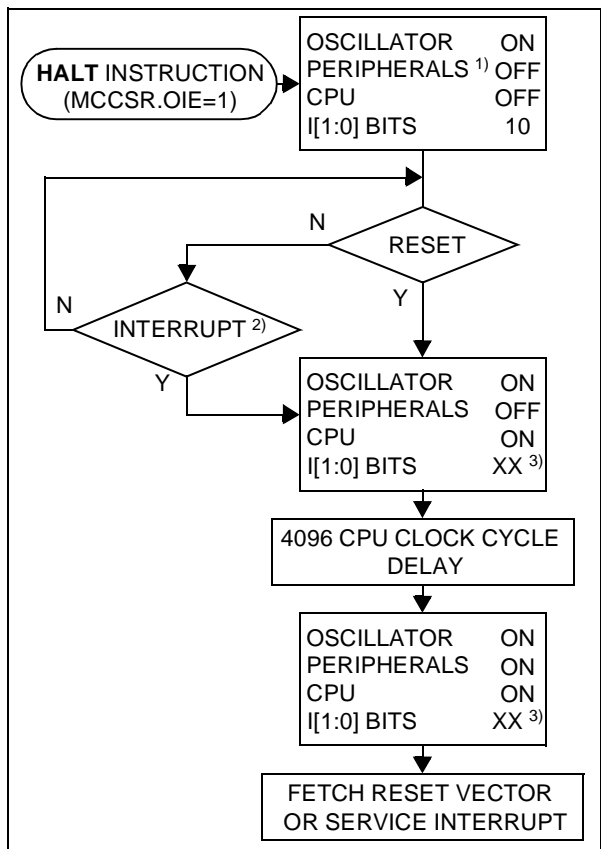 HALT INSTRUCTION
(MCCSR.OIE=1)
OSCILLATOR ON
PERIPHERALS 1) OFF
CPU OFF
I[1:0] BITS 10
N
RESET
N
Y
INTERRUPT 2)
Y
OSCILLATOR ON
PERIPHERALS OFF
CPU ON
I[1:0] BITS XX 3)
4096 CPU CLOCK CYCLE
DELAY
OSCILLATOR ON
PERIPHERALS ON
CPU ON
I[1:0] BITS XX 3)
FETCH RESET VECTOR
OR SERVICE INTERRUPT